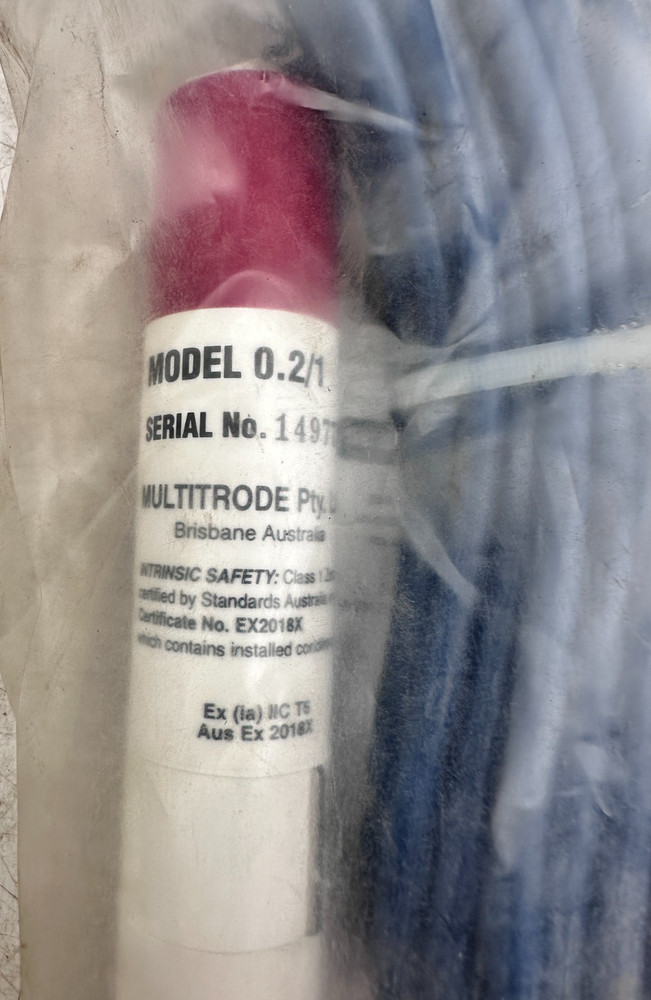 MODEL 0.2/1
SERIAL No. 1497
MULTITRODE Pty.
Brisbane Australia
INTRINSIC SAFETY: Class 1
certified by Standards Australia
Certificate No. EX2018X
which contains installed
Ex (ia) IIC T6
Aus Ex 2018X